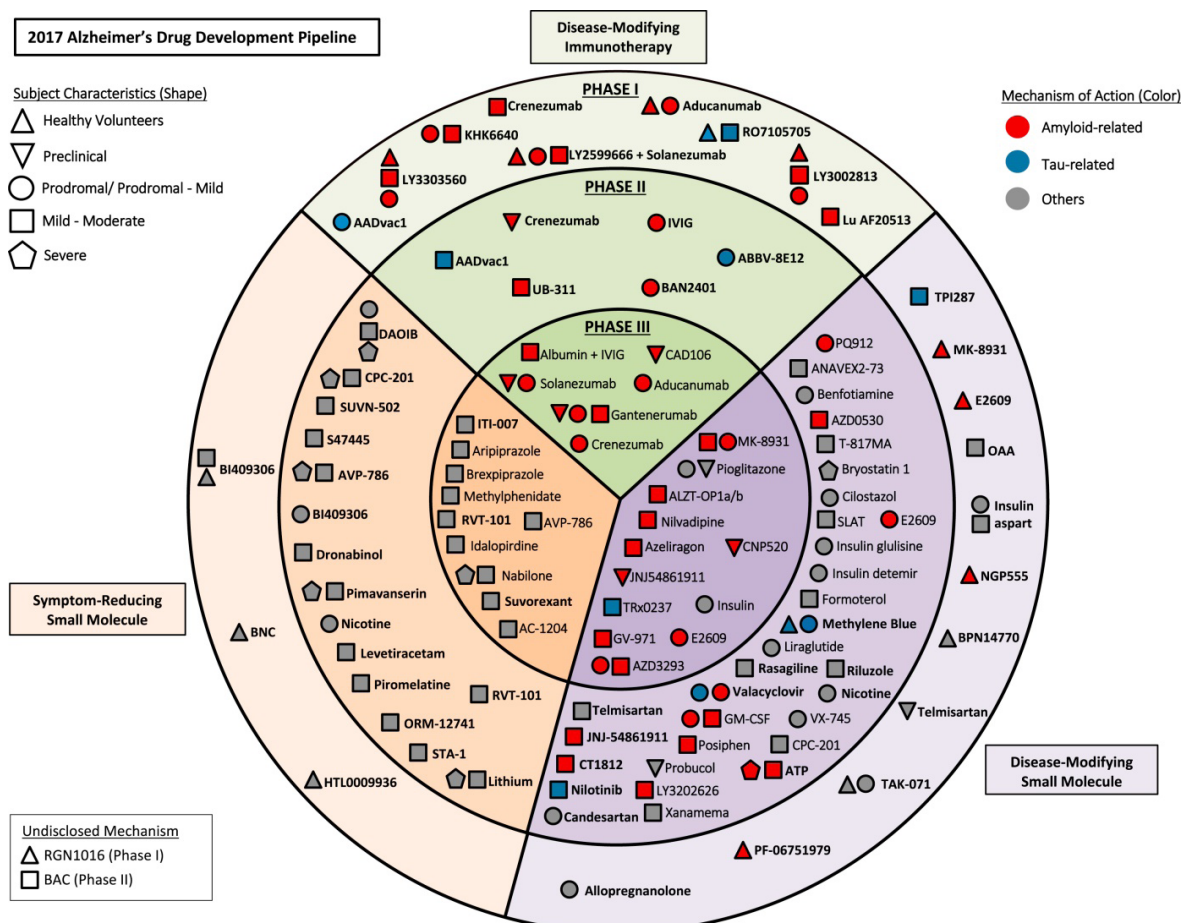 2017 Alzheimer's Drug Development Pipeline
Subject Characteristics (Shape)
Healthy Volunteers
Preclinical
Prodromal/ Prodromal - Mild
Mild - Moderate
Severe
Disease-Modifying
Immunotherapy
Mechanism of Action (Color)
Amyloid-related
Tau-related
Others
PHASE I
Crenezumab
Aducanumab
KHK6640
RO7105705
LY2599666 + Solanezumab
LY3303560
LY3002813
AADvac1
Lu AF20513
PHASE II
Crenezumab
IVIG
AADvac1
ABBV-8E12
UB-311
BAN2401
PHASE III
Albumin + IVIG
CAD106
Solanezumab
Aducanumab
Gantenerumab
Crenezumab
DAOIB
CPC-201
SUVN-502
S47445
AVP-786
BI409306
Dronabinol
Pimavanserin
Nicotine
Levetiracetam
Piromelatine
RVT-101
ORM-12741
STA-1
Lithium
BI409306
BNC
HTL0009936
ITI-007
Aripiprazole
Brexpiprazole
Methylphenidate
RVT-101
AVP-786
Idalopirdine
Nabilone
Suvorexant
AC-1204
MK-8931
Pioglitazone
ALZT-OP1a/b
Nilvadipine
Azeliragon
CNP520
JNJ54861911
TRx0237
Insulin
GV-971
E2609
AZD3293
PQ912
ANAVEX2-73
Benfotiamine
AZD0530
T-817MA
Bryostatin 1
Cilostazol
SLAT
E2609
Insulin glulisine
Insulin detemir
Formoterol
Methylene Blue
Liraglutide
Rasagiline
Riluzole
Valacyclovir
Nicotine
Telmisartan
GM-CSF
VX-745
JNJ-54861911
Posiphen
CPC-201
CT1812
Probucol
ATP
Nilotinib
LY3202626
Candesartan
Xanamema
TPI287
MK-8931
E2609
OAA
Insulin
aspart
NGP555
BPN14770
Telmisartan
TAK-071
PF-06751979
Allopregnanolone
Symptom-Reducing
Small Molecule
Disease-Modifying
Small Molecule
Undisclosed Mechanism
RGN1016 (Phase I)
BAC (Phase II)